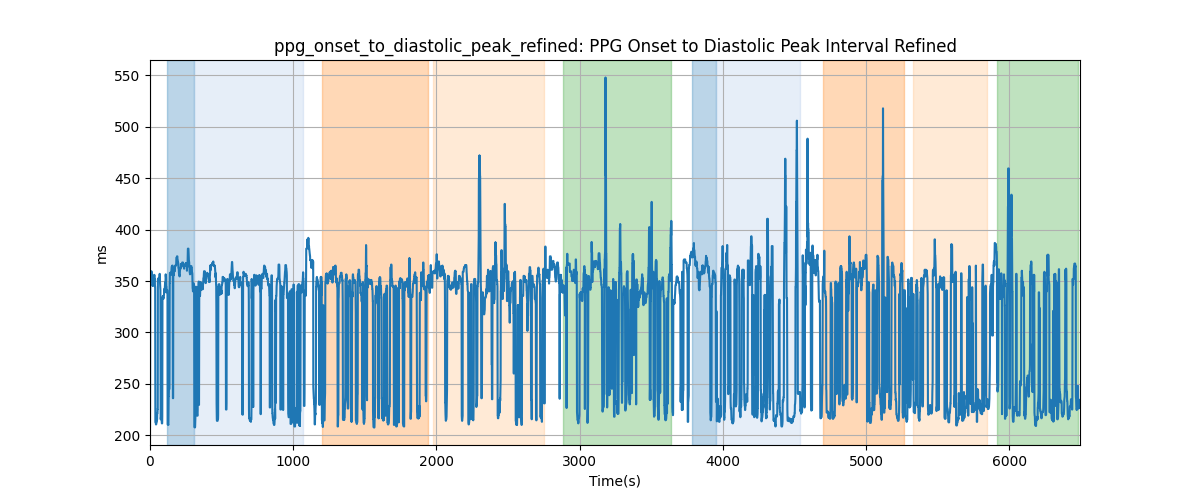 ppg_onset_to_diastolic_peak_refined: PPG Onset to Diastolic Peak Interval Refined
550
500
450
400
350
300
250
200
ms
0 1000 2000 3000 4000 5000 6000
Time(s)